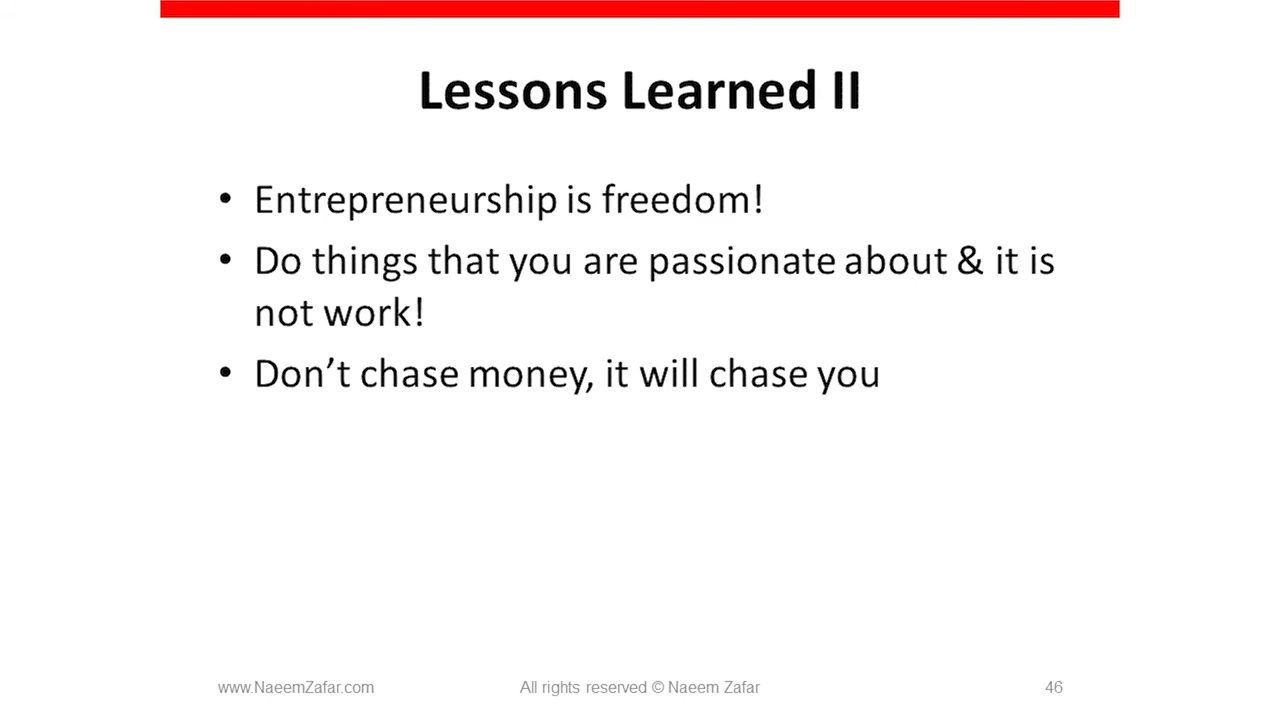 Lessons Learned II
• Entrepreneurship is freedom!
• Do things that you are passionate about & it is
not work!
• Don’t chase money, it will chase you
www.NaeemZafar.com
All rights reserved © Naeem Zafar
46